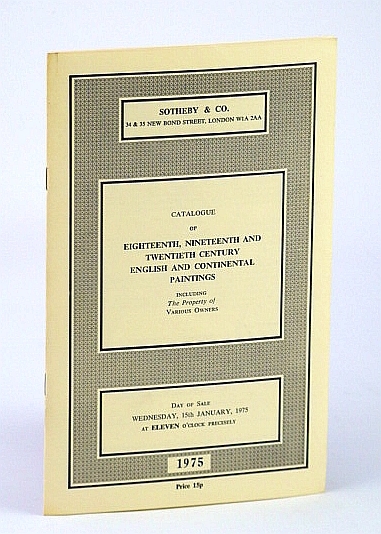 SOTHEBY & CO.
34 & 35 NEW BOND STREET, LONDON W1A 2AA
CATALOGUE
OF
EIGHTEENTH, NINETEENTH AND
TWENTIETH CENTURY
ENGLISH AND CONTINENTAL
PAINTINGS
INCLUDING
The Property of
VARIOUS OWNERS
DAY OF SALE
WEDNESDAY, 15th JANUARY, 1975
AT ELEVEN O'CLOCK PRECISELY
1975
Price 15p